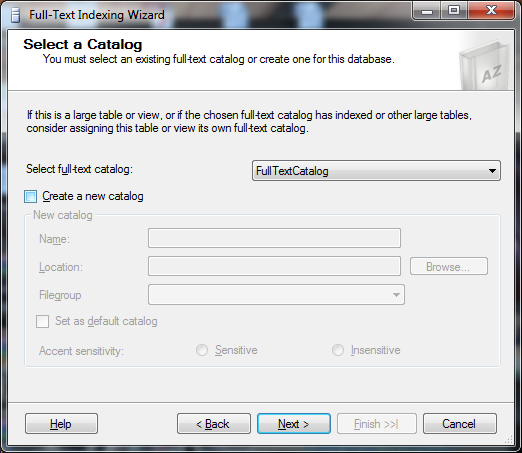 Full-Text Indexing Wizard
Select a Catalog
You must select an existing full-text catalog or create one for this database.
AZ
If this is a large table or view, or if the chosen full-text catalog has indexed or other large tables,
consider assigning this table or view its own full-text catalog.
Select full-text catalog: FullTextCatalog
Create a new catalog
New catalog
Name:
Location: Browse...
Filegroup
Set as default catalog
Accent sensitivity: Sensitive Insensitive
Help < Back Next > Finish >>| Cancel